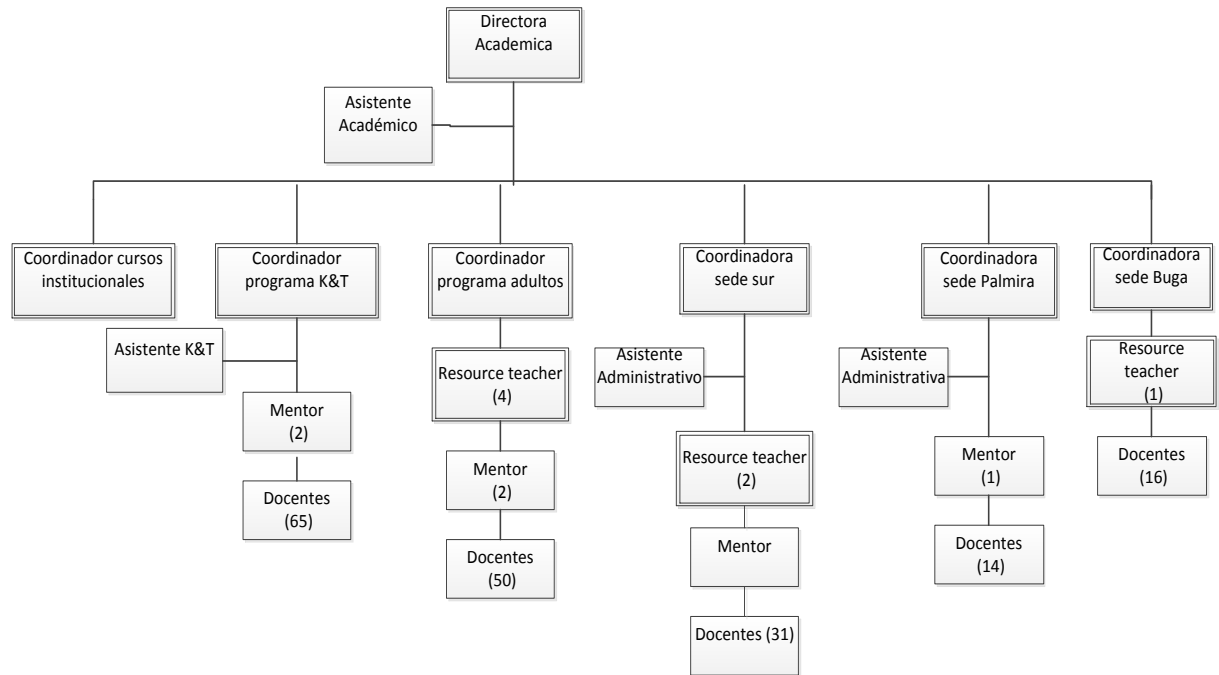 Directora
Academica
Asistente
Académico
Coordinador cursos
institucionales
Coordinador
programa K&T
Coordinador
programa adultos
Coordinadora
sede sur
Coordinadora
sede Palmira
Coordinadora
sede Buga
Asistente K&T
Mentor
(2)
Docentes
(65)
Resource teacher
(4)
Mentor
(2)
Docentes
(50)
Asistente
Administrativo
Resource teacher
(2)
Mentor
Docentes (31)
Asistente
Administrativa
Mentor
(1)
Docentes
(14)
Resource
teacher
(1)
Docentes
(16)